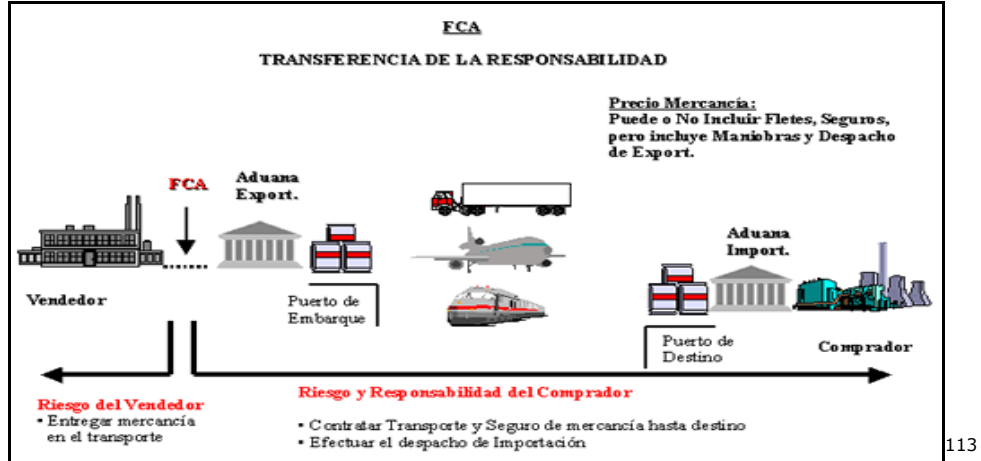 FCA
TRANSFERENCIA DE LA RESPONSABILIDAD
Precio Mercancía:
Puede o No Incluir Fletes, Seguros,
pero incluye Maniobras y Despacho
de Export.
FCA
Aduana
Export.
Aduana
Import.
Vendedor
Puerto de
Embarque
Puerto de
Destino
Comprador
Riesgo del Vendedor
▪ Entregar mercancía
en el transporte
Riesgo y Responsabilidad del Comprador
▪ Contratar Transporte y Seguro de mercancía hasta destino
▪ Efectuar el despacho de Importación
113